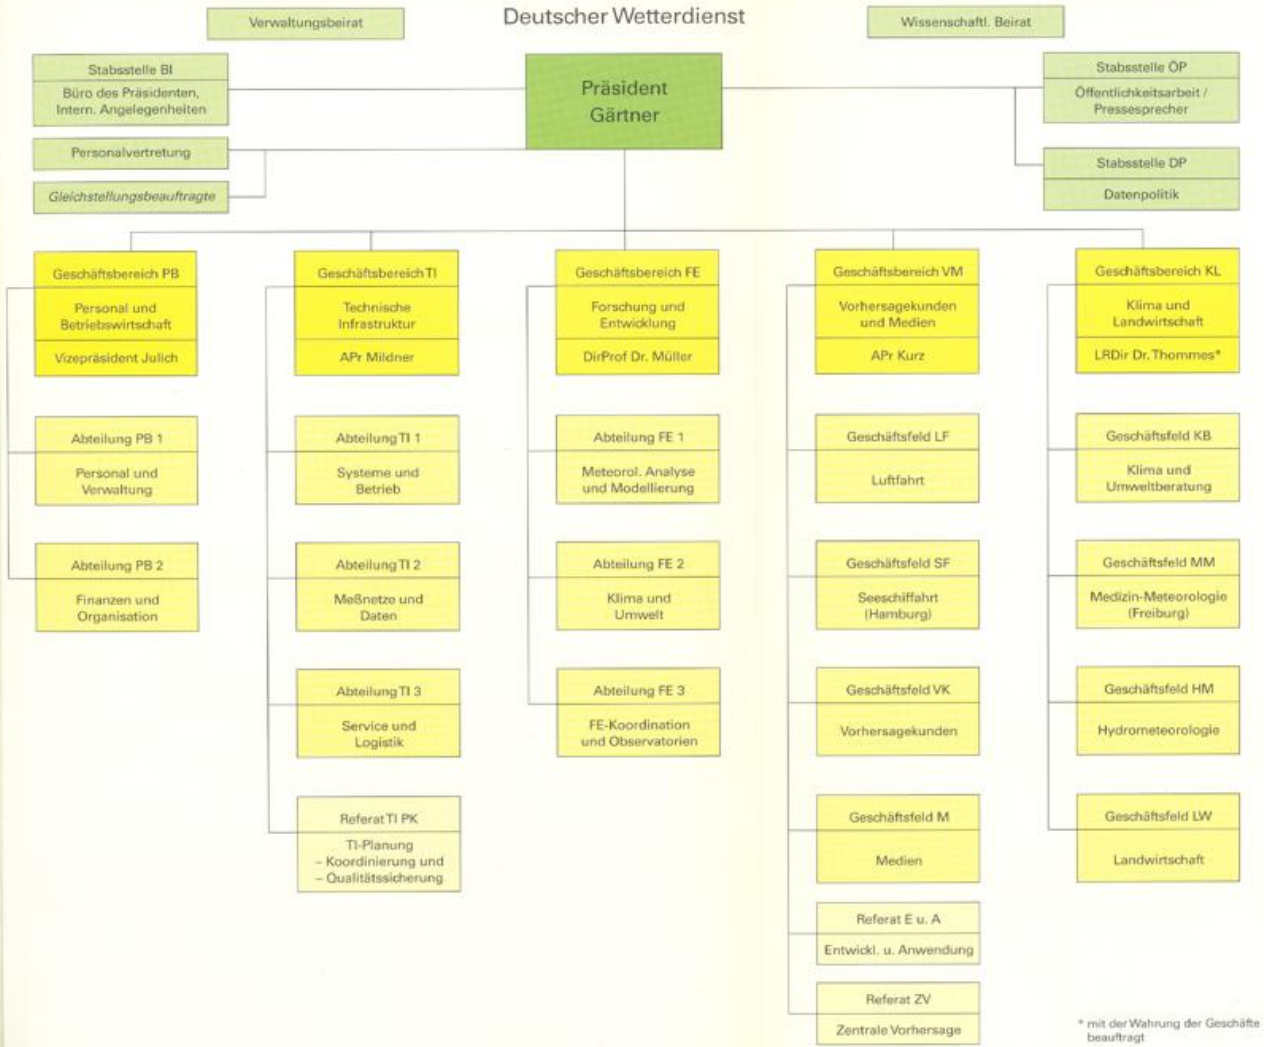 Deutscher Wetterdienst
Verwaltungsbeirat
Wissenschaftl. Beirat
Präsident
Gärtner
Stabsstelle BI
Büro des Präsidenten,
Intern. Angelegenheiten
Personalvertretung
Gleichstellungsbeauftragte
Stabsstelle ÖP
Öffentlichkeitsarbeit /
Pressesprecher
Stabsstelle DP
Datenpolitik
Geschäftsbereich PB
Personal und
Betriebswirtschaft
Vizepräsident Julich
Abteilung PB 1
Personal und
Verwaltung
Abteilung PB 2
Finanzen und
Organisation
Geschäftsbereich TI
Technische
Infrastruktur
APr Mildner
Abteilung TI 1
Systeme und
Betrieb
Abteilung TI 2
Meßnetze und
Daten
Abteilung TI 3
Service und
Logistik
Referat TI PK
TI-Planung
– Koordinierung und
– Qualitätssicherung
Geschäftsbereich FE
Forschung und
Entwicklung
DirProf Dr. Müller
Abteilung FE 1
Meteorol. Analyse
und Modellierung
Abteilung FE 2
Klima und
Umwelt
Abteilung FE 3
FE-Koordination
und Observatorien
Geschäftsbereich VM
Vorhersagekunden
und Medien
APr Kurz
Geschäftsfeld LF
Luftfahrt
Geschäftsfeld SF
Seeschiffahrt
(Hamburg)
Geschäftsfeld VK
Vorhersagekunden
Geschäftsfeld M
Medien
Referat E u. A
Entwickl. u. Anwendung
Referat ZV
Zentrale Vorhersage
Geschäftsbereich KL
Klima und
Landwirtschaft
LRDir Dr. Thommes*
Geschäftsfeld KB
Klima und
Umweltberatung
Geschäftsfeld MM
Medizin-Meteorologie
(Freiburg)
Geschäftsfeld HM
Hydrometeorologie
Geschäftsfeld LW
Landwirtschaft
* mit der Wahrung der Geschäfte
beauftragt